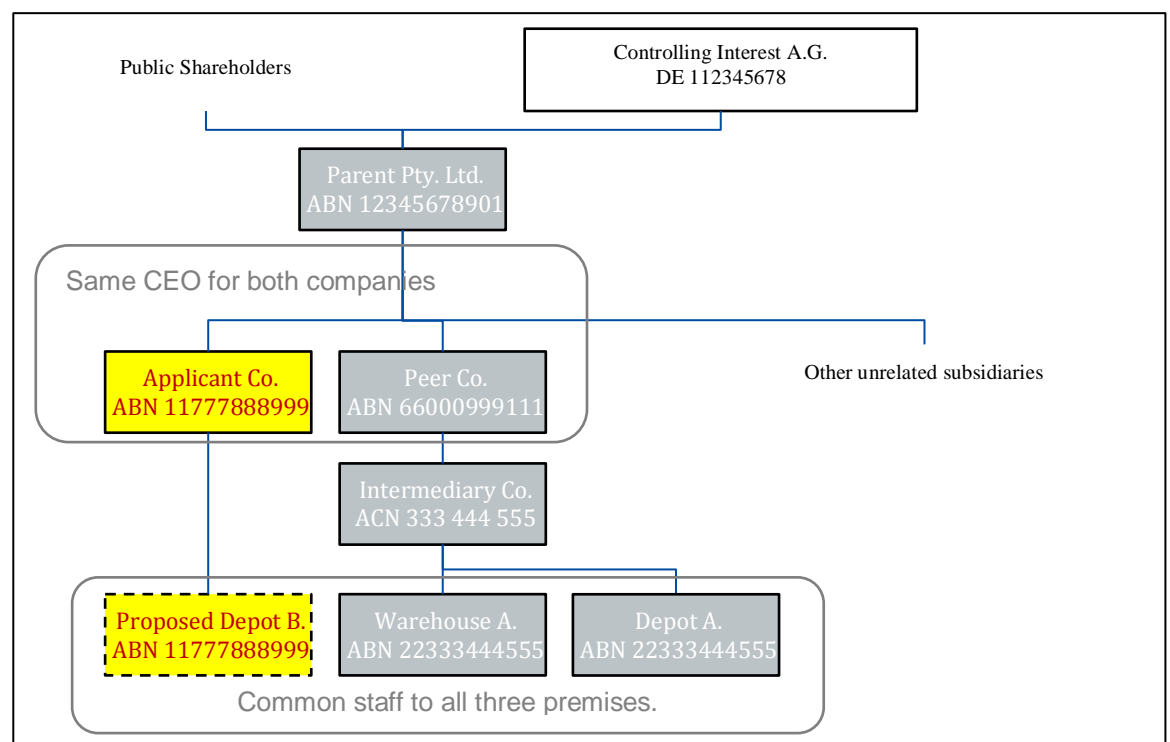 Controlling Interest A.G.
DE 112345678
Public Shareholders
Parent Pty. Ltd.
ABN 12345678901
Same CEO for both companies
Applicant Co.
ABN 11777888999
Peer Co.
ABN 66000999111
Other unrelated subsidiaries
Intermediary Co.
ACN 333 444 555
Proposed Depot B.
ABN 11777888999
Warehouse A.
ABN 22333444555
Depot A.
ABN 22333444555
Common staff to all three premises.